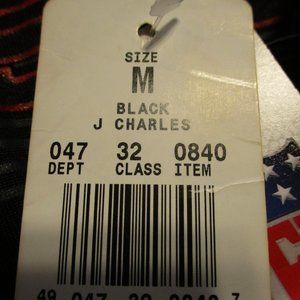 SIZE
M
BLACK
J CHARLES
047 32 0840
DEPT CLASS ITEM